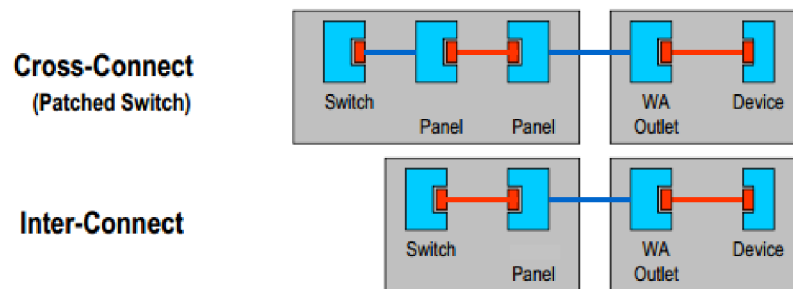 Cross-Connect
(Patched Switch)
Switch
Panel
Panel
WA
Outlet
Device
Inter-Connect
Switch
Panel
WA
Outlet
Device